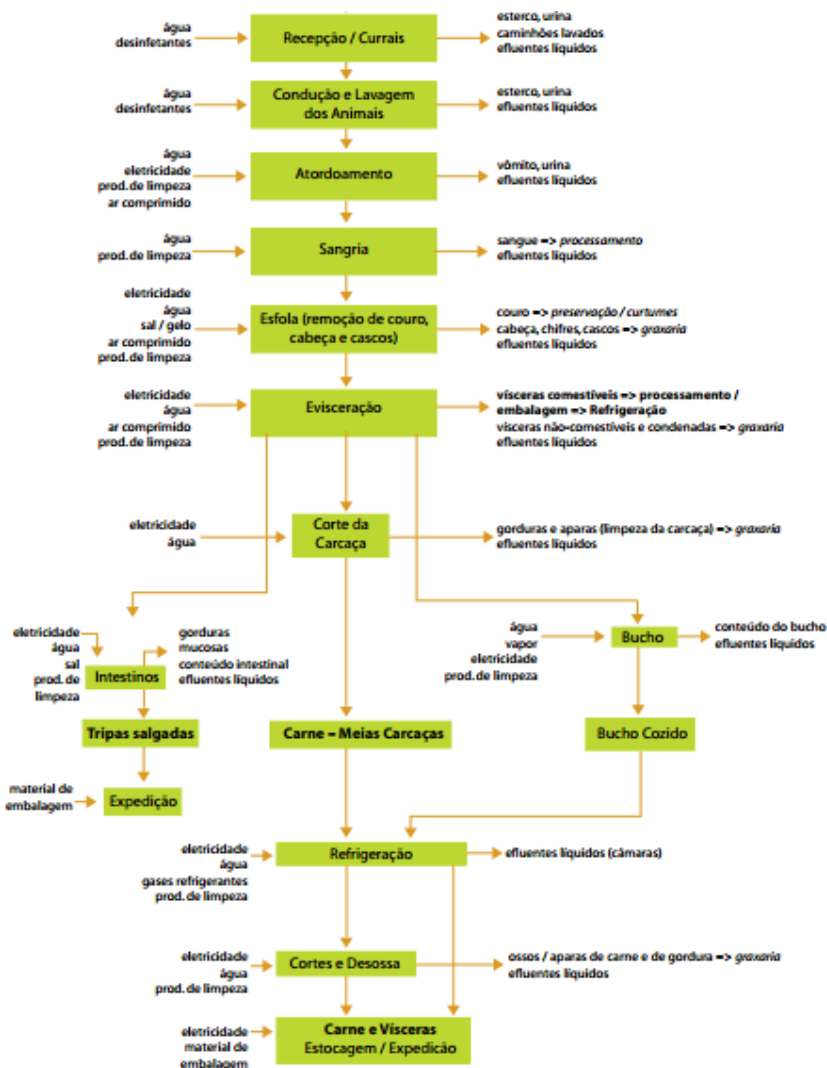 água
desinfetantes
Recepção / Currais
esterco, urina
caminhões lavados
efluentes líquidos
água
desinfetantes
Condução e Lavagem
dos Animais
esterco, urina
efluentes líquidos
água
eletricidade
prod. de limpeza
ar comprimido
Atordoamento
vômito, urina
efluentes líquidos
água
prod. de limpeza
Sangria
sangue => processamento
efluentes líquidos
eletricidade
água
sal / gelo
ar comprimido
prod. de limpeza
Esfola (remoção de couro,
cabeça e cascos)
couro => preservação / curtumes
cabeça, chifres, cascos => graxaria
efluentes líquidos
eletricidade
água
ar comprimido
prod. de limpeza
Evisceração
vísceras comestíveis => processamento /
embalagem => Refrigeração
vísceras não-comestíveis e condenadas => graxaria
efluentes líquidos
eletricidade
água
Corte da
Carcaça
gorduras e aparas (limpeza da carcaça) => graxaria
efluentes líquidos
eletricidade
água
sal
prod. de
limpeza
Intestinos
gorduras
mucosas
conteúdo intestinal
efluentes líquidos
água
vapor
eletricidade
prod. de limpeza
Bucho
conteúdo do bucho
efluentes líquidos
Tripas salgadas
Carne – Meias Carcaças
Bucho Cozido
material de
embalagem
Expedição
eletricidade
água
gases refrigerantes
prod. de limpeza
Refrigeração
efluentes líquidos (câmaras)
eletricidade
água
prod. de limpeza
Cortes e Desossa
ossos / aparas de carne e de gordura => graxaria
efluentes líquidos
eletricidade
material de
embalagem
Carne e Vísceras
Estocagem / Expedicão